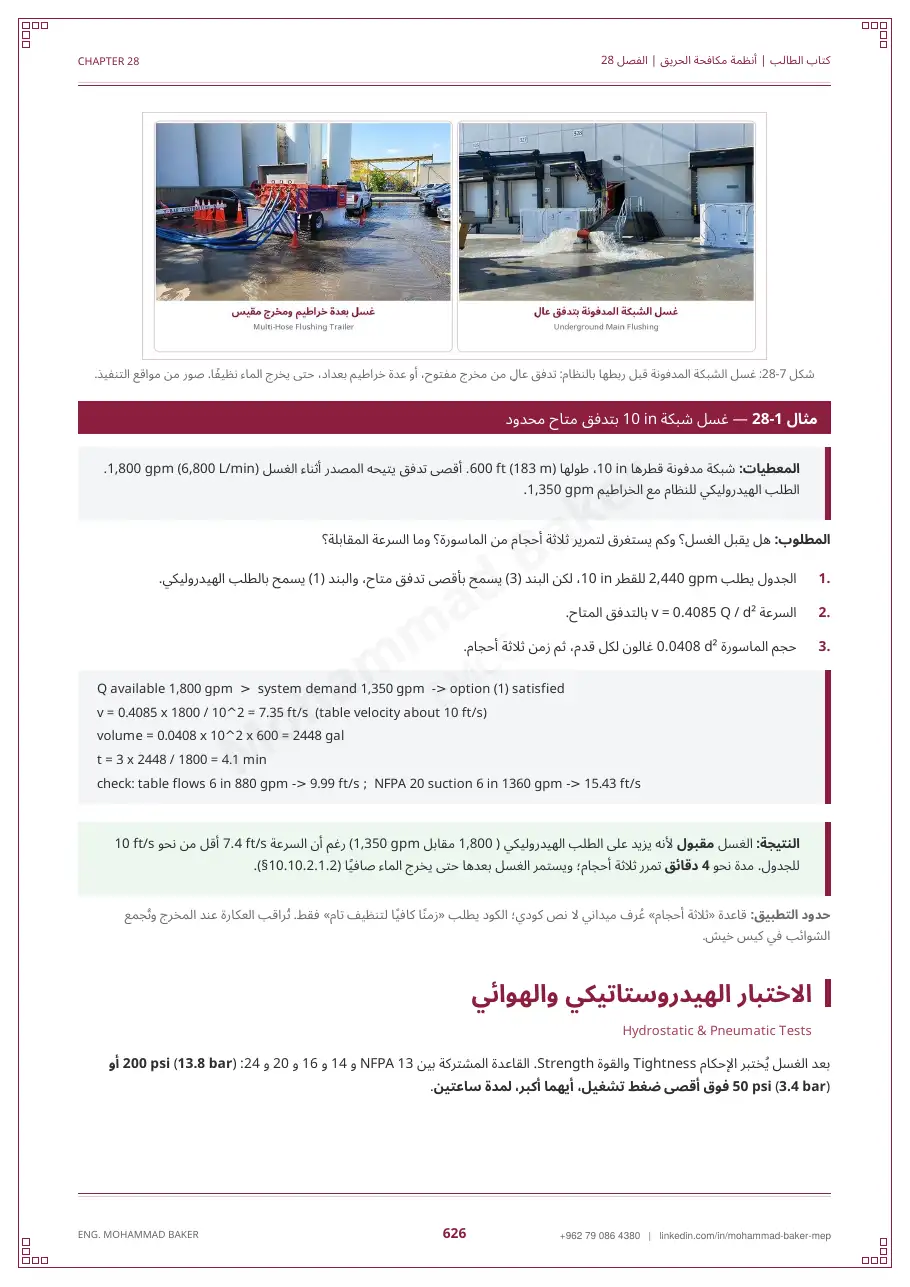 كتاب الطالب | أنظمة مكافحة الحريق | الفصل 28
CHAPTER 28
غسل الشبكة المدفونة بتدفق عالٍ
Underground Main Flushing
غسل بعدة خراطيم ومخرج مقيس
Multi-Hose Flushing Trailer
شكل 7-28: غسل الشبكة المدفونة قبل ربطها بالنظام: تدفق عالٍ من مخرج مفتوح، أو عدة خراطيم بعداد، حتى يخرج الماء نظيفًا. صور من مواقع التنفيذ.
مثال 1-28 — غسل شبكة 10 in بتدفق متاح محدود
المعطيات: شبكة مدفونة قطرها 10 in، طولها 600 ft (183 m). أقصى تدفق يتيحه المصدر أثناء الغسل 1,800 gpm (6,800 L/min).
الطلب الهيدروليكي للنظام مع الخراطيم 1,350 gpm.
المطلوب: هل يقبل الغسل؟ وكم يستغرق لتمرير ثلاثة أحجام من الماسورة؟ وما السرعة المقابلة؟
1. الجدول يطلب 2,440 gpm للقطر 10 in، لكن البند (3) يسمح بأقصى تدفق متاح، والبند (1) يسمح بالطلب الهيدروليكي.
2. السرعة v = 0.4085 Q / d² بالتدفق المتاح.
3. حجم الماسورة 0.0408 d² غالون لكل قدم، ثم زمن ثلاثة أحجام.
Q available 1,800 gpm > system demand 1,350 gpm -> option (1) satisfied
v = 0.4085 x 1800 / 10^2 = 7.35 ft/s (table velocity about 10 ft/s)
volume = 0.0408 x 10^2 x 600 = 2448 gal
t = 3 x 2448 / 1800 = 4.1 min
check: table flows 6 in 880 gpm -> 9.99 ft/s ; NFPA 20 suction 6 in 1360 gpm -> 15.43 ft/s
النتيجة: الغسل مقبول لأنه يزيد على الطلب الهيدروليكي ( 1,800 مقابل 1,350 gpm) رغم أن السرعة 7.4 ft/s أقل من نحو 10 ft/s
للجدول. مدة نحو 4 دقائق تمرر ثلاثة أحجام؛ ويستمر الغسل بعدها حتى يخرج الماء صافيًا (§10.10.2.1.2).
حدود التطبيق: قاعدة «ثلاثة أحجام» عُرف ميداني لا نص كودي؛ الكود يطلب «زمنًا كافيًا لتنظيف تام» فقط. تُراقب العكارة عند المخرج وتُجمع
الشوائب في كيس خيش.
الاختبار الهيدروستاتيكي والهوائي
Hydrostatic & Pneumatic Tests
بعد الغسل يُختبر الإحكام Tightness والقوة Strength. القاعدة المشتركة بين NFPA 13 و 14 و 16 و 20 و 24: 200 psi (13.8 bar) أو
50 psi (3.4 bar) فوق أقصى ضغط تشغيل، أيهما أكبر، لمدة ساعتين.
ENG. MOHAMMAD BAKER
626
+962 79 086 4380 | linkedin.com/in/mohammad-baker-mep